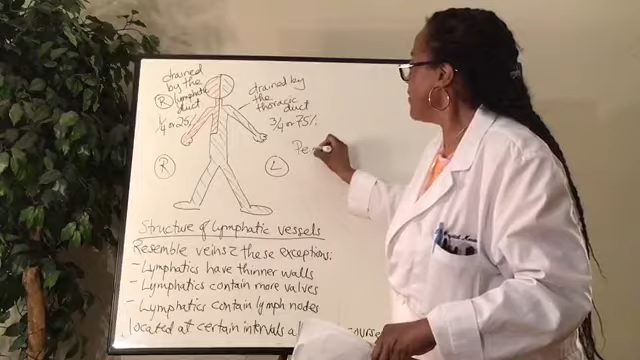 drained
by the
Ⓡ lymphatic
duct
1/4 or 25%
drained by
the
thoracic
duct
3/4 or 75%
Pe
Ⓡ
Ⓛ
Structure of Lymphatic vessels
Resemble veins these exceptions:
- Lymphatics have thinner walls
- Lymphatics contain more valves
- Lymphatics contain lymph nodes
located at certain intervals